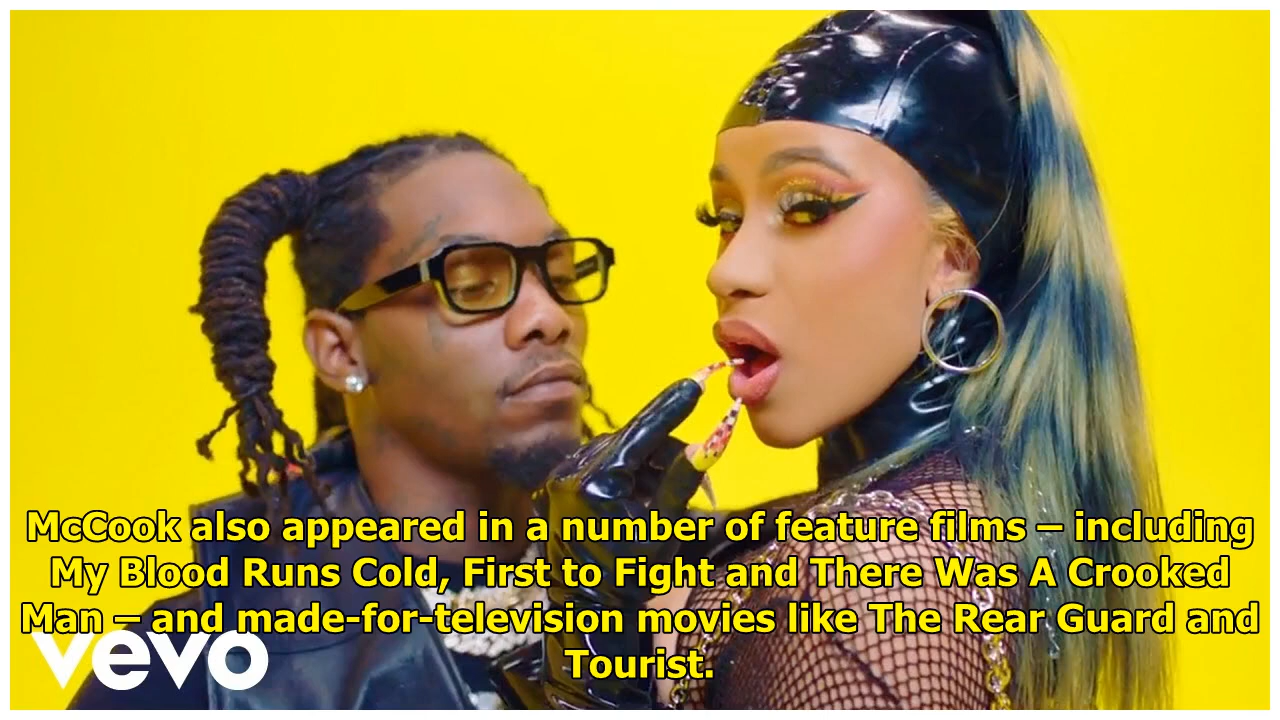 McCook also appeared in a number of feature films – including
My Blood Runs Cold, First to Fight and There Was A Crooked
Man – and made-for-television movies like The Rear Guard and
Tourist.
vevo